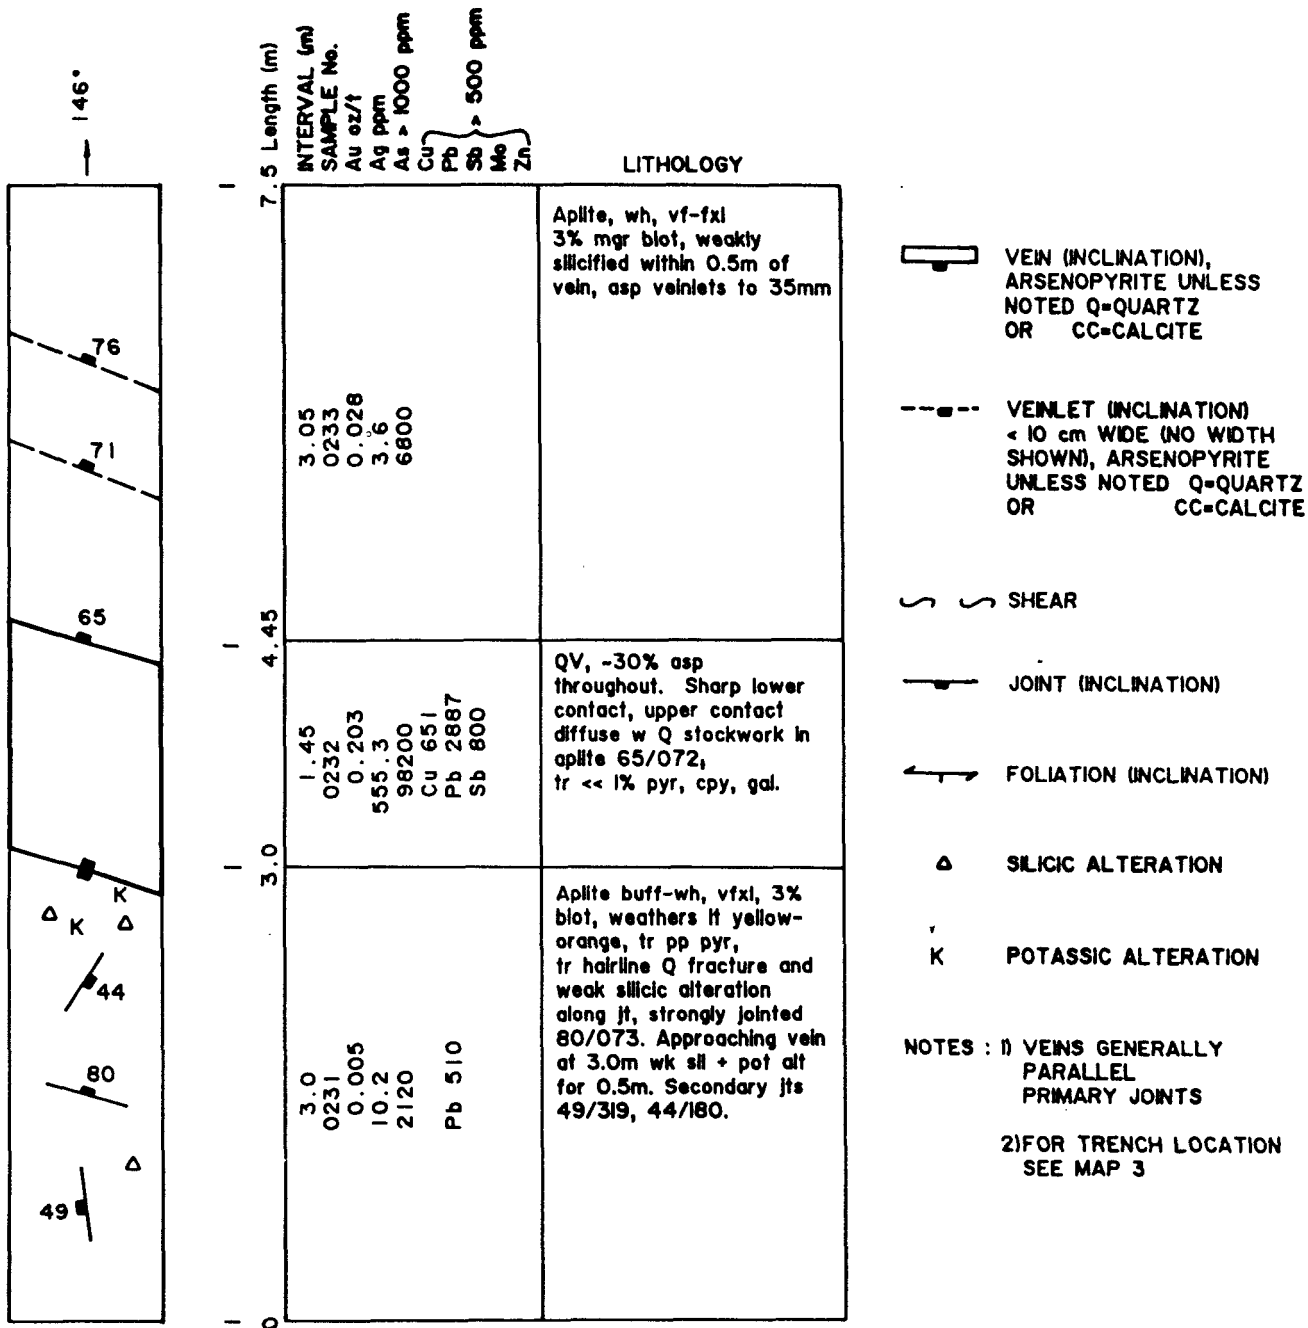 146°
7.5 Length (m)
INTERVAL (m)
SAMPLE No.
Au oz/t
Ag ppm
As > 1000 ppm
Cu
Pb
Sb > 500 ppm
Mo
Zn
LITHOLOGY
76
71
65
3.05
0233
0.028
3.6
6800
Aplite, wh, vf-fxl
3% mgr biot, weakly
silicified within 0.5m of
vein, asp veinlets to 35mm
4.45
1.45
0232
0.203
555.3
98200
Cu 651
Pb 2887
Sb 800
QV, ~30% asp
throughout. Sharp lower
contact, upper contact
diffuse w Q stockwork in
aplite 65/072,
tr << 1% pyr, cpy, gal.
3.0
K
K
44
80
49
3.0
0231
0.005
10.2
2120
Pb 510
Aplite buff-wh, vfxl, 3%
biot, weathers lt yellow-
orange, tr pp pyr,
tr hairline Q fracture and
weak silicic alteration
along jt, strongly jointed
80/073. Approaching vein
at 3.0m wk sil + pot alt
for 0.5m. Secondary jts
49/319, 44/180.
0
VEIN (INCLINATION),
ARSENOPYRITE UNLESS
NOTED Q=QUARTZ
OR CC=CALCITE
VEINLET (INCLINATION)
< 10 cm WIDE (NO WIDTH
SHOWN), ARSENOPYRITE
UNLESS NOTED Q=QUARTZ
OR CC=CALCITE
SHEAR
JOINT (INCLINATION)
FOLIATION (INCLINATION)
SILICIC ALTERATION
K POTASSIC ALTERATION
NOTES : 1) VEINS GENERALLY
PARALLEL
PRIMARY JOINTS
2) FOR TRENCH LOCATION
SEE MAP 3